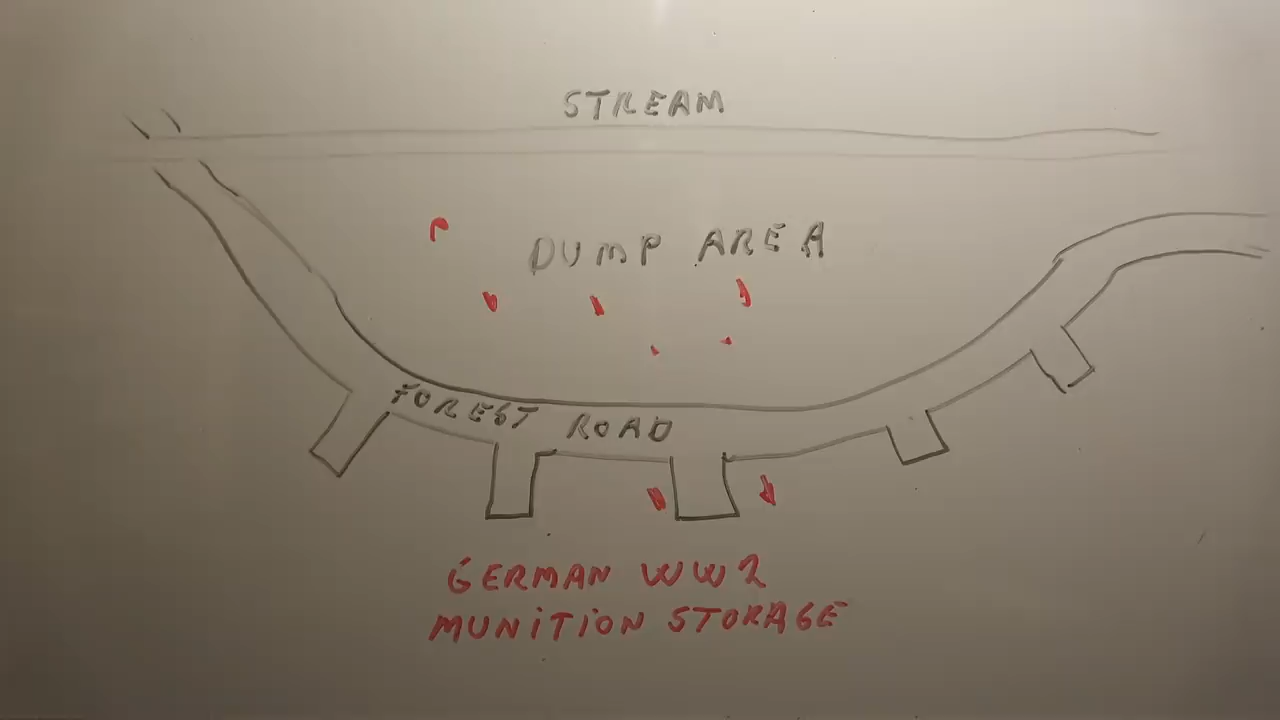 STREAM
DUMP AREA
FOREST ROAD
GERMAN WW2
MUNiTION STORAGE